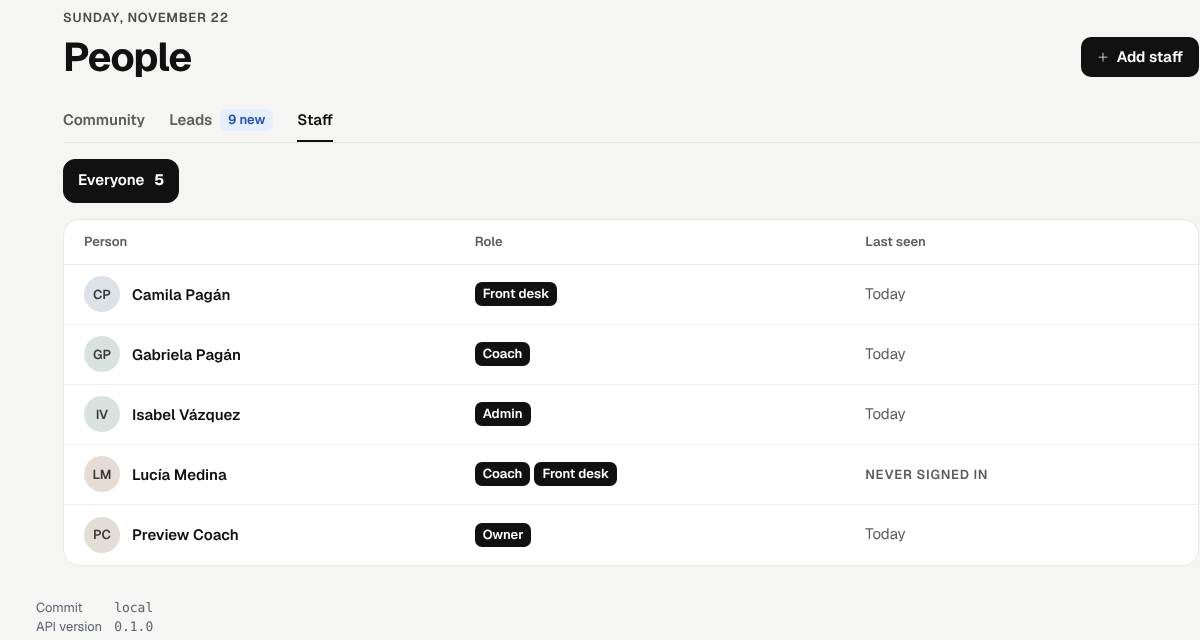 SUNDAY, NOVEMBER 22
People
+ Add staff
Community Leads 9 new Staff
Everyone 5
Person Role Last seen
CP Camila Pagán Front desk Today
GP Gabriela Pagán Coach Today
IV Isabel Vázquez Admin Today
LM Lucía Medina Coach Front desk NEVER SIGNED IN
PC Preview Coach Owner Today
Commit local
API version 0.1.0